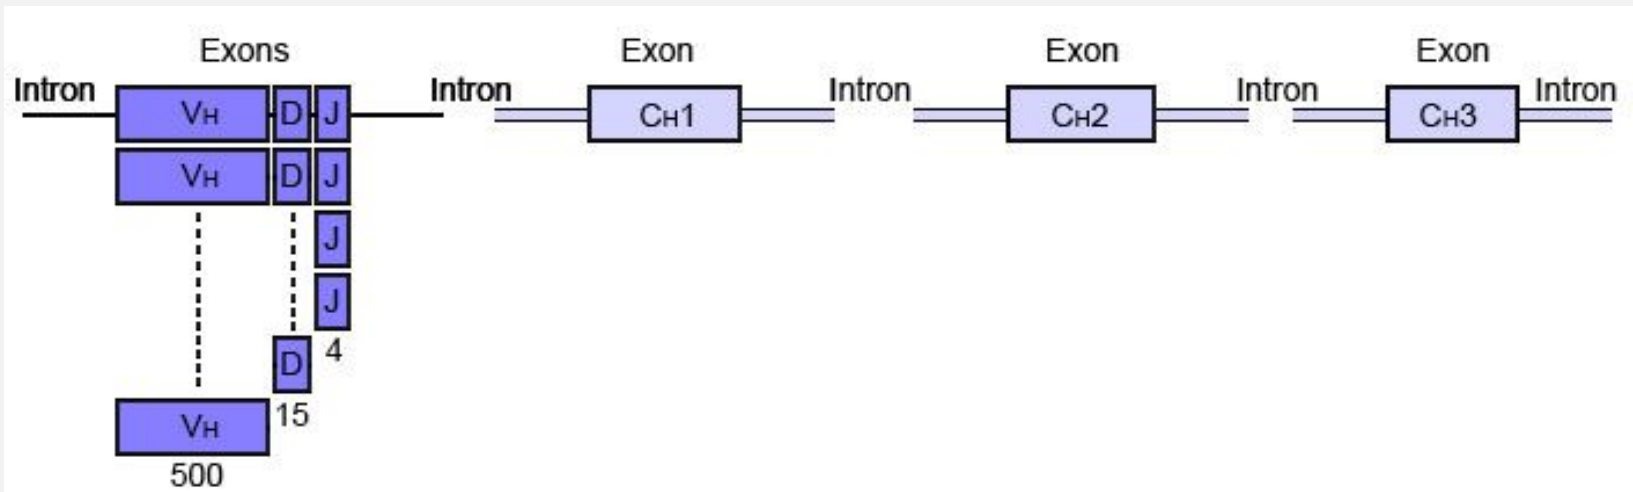 Exons Exon Exon Exon
Intron Intron Intron Intron Intron
VH D J CH1 CH2 CH3
VH D J
J
J
4
D
15
VH
500